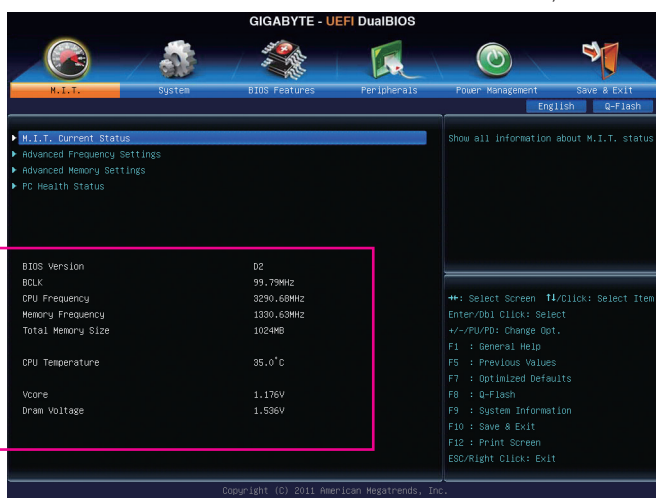 GIGABYTE - UEFI DualBIOS
M.I.T. System BIOS Features Peripherals Power Management Save & Exit
English Q-Flash
M.I.T. Current Status
Advanced Frequency Settings
Advanced Memory Settings
PC Health Status
Show all information about M.I.T. status
BIOS Version D2
BCLK 99.79MHz
CPU Frequency 3290.68MHz
Memory Frequency 1330.63MHz
Total Memory Size 1024MB
CPU Temperature 35.0°C
Vcore 1.176V
Dram Voltage 1.536V
→←: Select Screen ↑↓/Click: Select Item
Enter/Dbl Click: Select
+/-/PU/PD: Change Opt.
F1 : General Help
F5 : Previous Values
F7 : Optimized Defaults
F8 : Q-Flash
F9 : System Information
F10 : Save & Exit
F12 : Print Screen
ESC/Right Click: Exit
Copyright (C) 2011 American Megatrends, Inc.